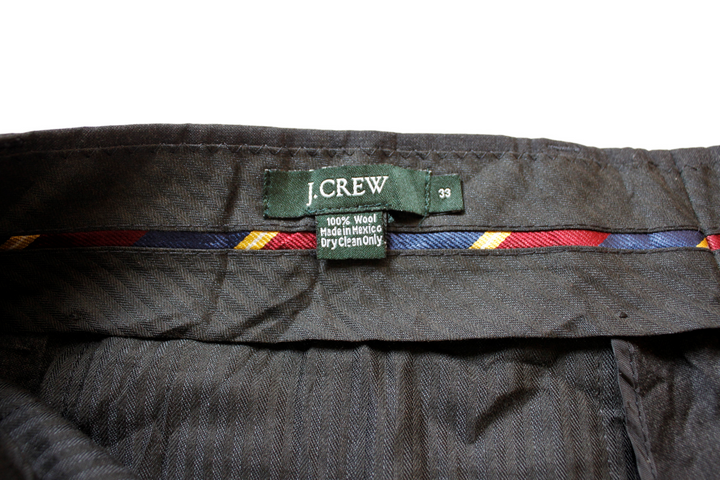 J.CREW
33
100% Wool
Made in Mexico
Dry Clean Only